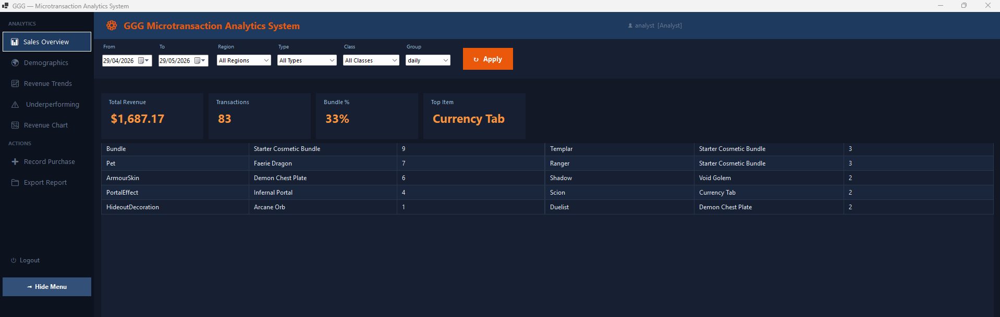 GGG — Microtransaction Analytics System
ANALYTICS
Sales Overview
Demographics
Revenue Trends
Underperforming
Revenue Chart
ACTIONS
Record Purchase
Export Report
Logout
Hide Menu
GGG Microtransaction Analytics System
analyst [Analyst]
From To Region Type Class Group
29/04/2026 29/05/2026 All Regions All Types All Classes daily Apply
Total Revenue Transactions Bundle % Top Item
$1,687.17 83 33% Currency Tab
Bundle Starter Cosmetic Bundle 9 Templar Starter Cosmetic Bundle 3
Pet Faerie Dragon 7 Ranger Starter Cosmetic Bundle 3
ArmourSkin Demon Chest Plate 6 Shadow Void Golem 2
PortalEffect Infernal Portal 4 Scion Currency Tab 2
HideoutDecoration Arcane Orb 1 Duelist Demon Chest Plate 2